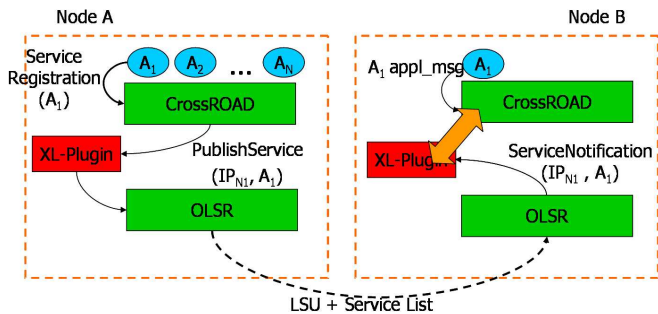 Node A
Service
Registration
(A1)
A1 A2 ... AN
CrossROAD
XL-Plugin
PublishService
(IPN1, A1)
OLSR
Node B
A1 appl_msg
A1
CrossROAD
XL-Plugin
ServiceNotification
(IPN1 , A1)
OLSR
LSU + Service List